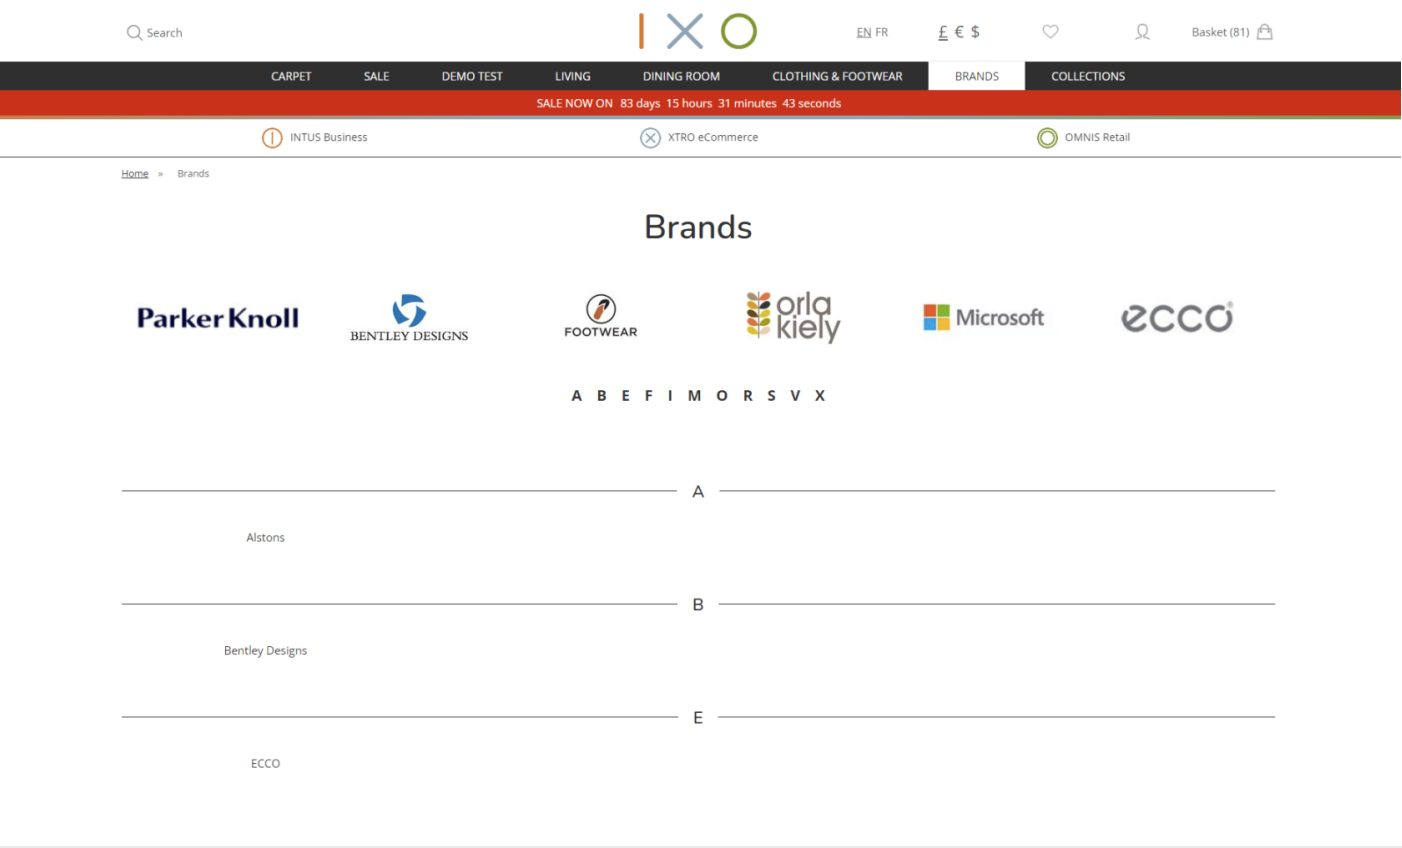 Search
IXO
EN FR £ € $ Basket (81)
CARPET SALE DEMO TEST LIVING DINING ROOM CLOTHING & FOOTWEAR BRANDS COLLECTIONS
SALE NOW ON 83 days 15 hours 31 minutes 43 seconds
INTUS Business XTRO eCommerce OMNIS Retail
Home » Brands
Brands
Parker Knoll
BENTLEY DESIGNS
FOOTWEAR
orla
kiely
Microsoft
ecco®
A B E F I M O R S V X
A
Alstons
B
Bentley Designs
E
ECCO